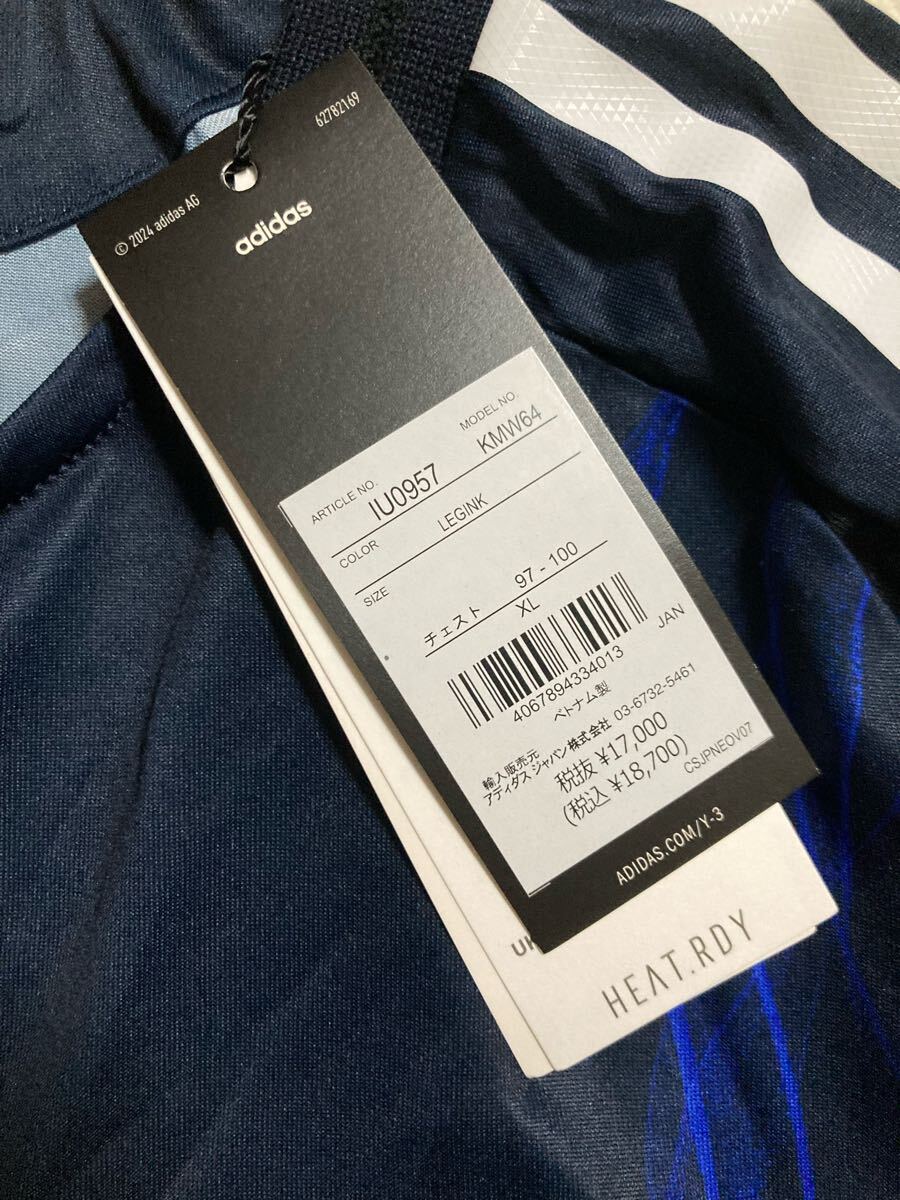 62782169
© 2024 adidas AG
adidas
ARTICLE NO. MODEL NO.
IU0957 KMW64
COLOR LEGINK
SIZE
チェスト 97 - 100
XL
JAN
4067894334013
ベトナム製
輸入販売元
アディダス ジャパン株式会社 03-6732-5461
税抜 ¥17,000
(税込 ¥18,700)
CSJPNEOV07
ADIDAS.COM/Y-3
HEAT.RDY